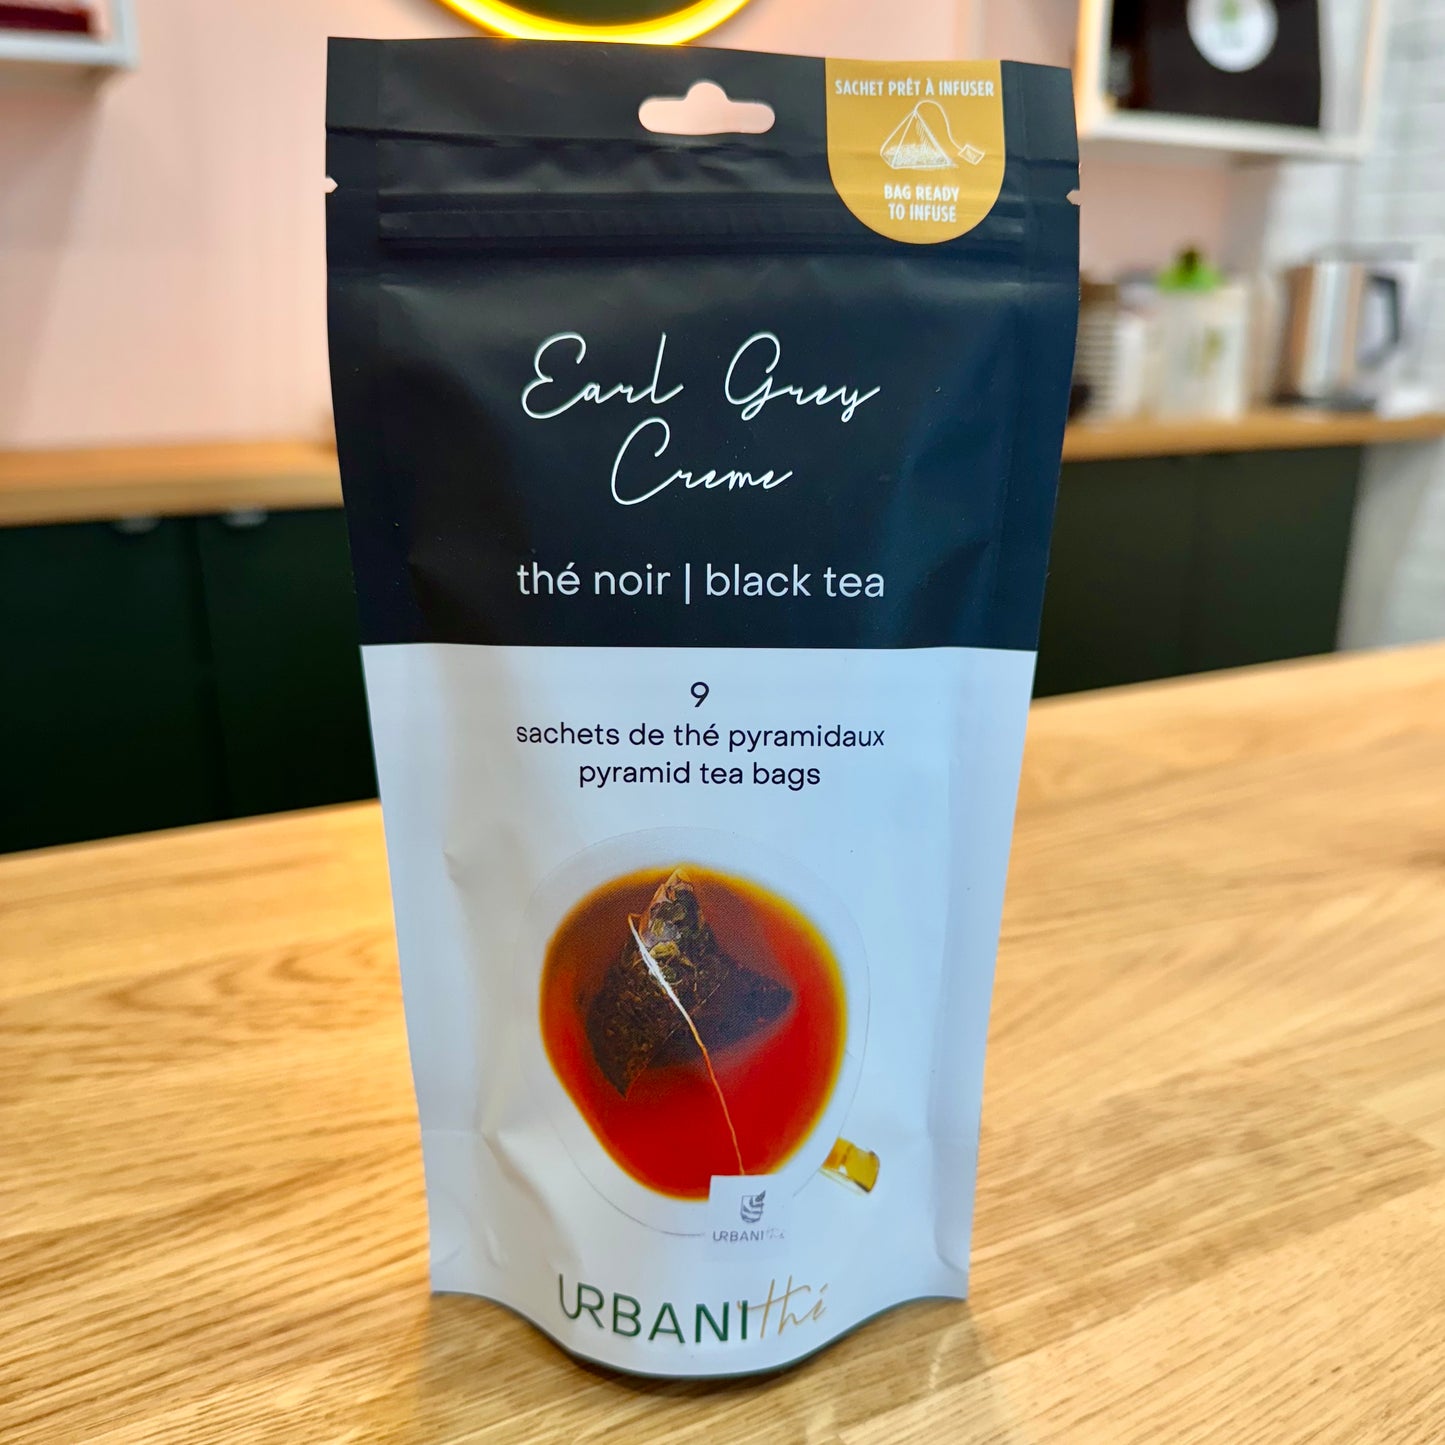 SACHET PRÊT À INFUSER
BAG READY
TO INFUSE
Earl Grey
Creme
thé noir | black tea
9
sachets de thé pyramidaux
pyramid tea bags
URBANIThé
URBANIthé